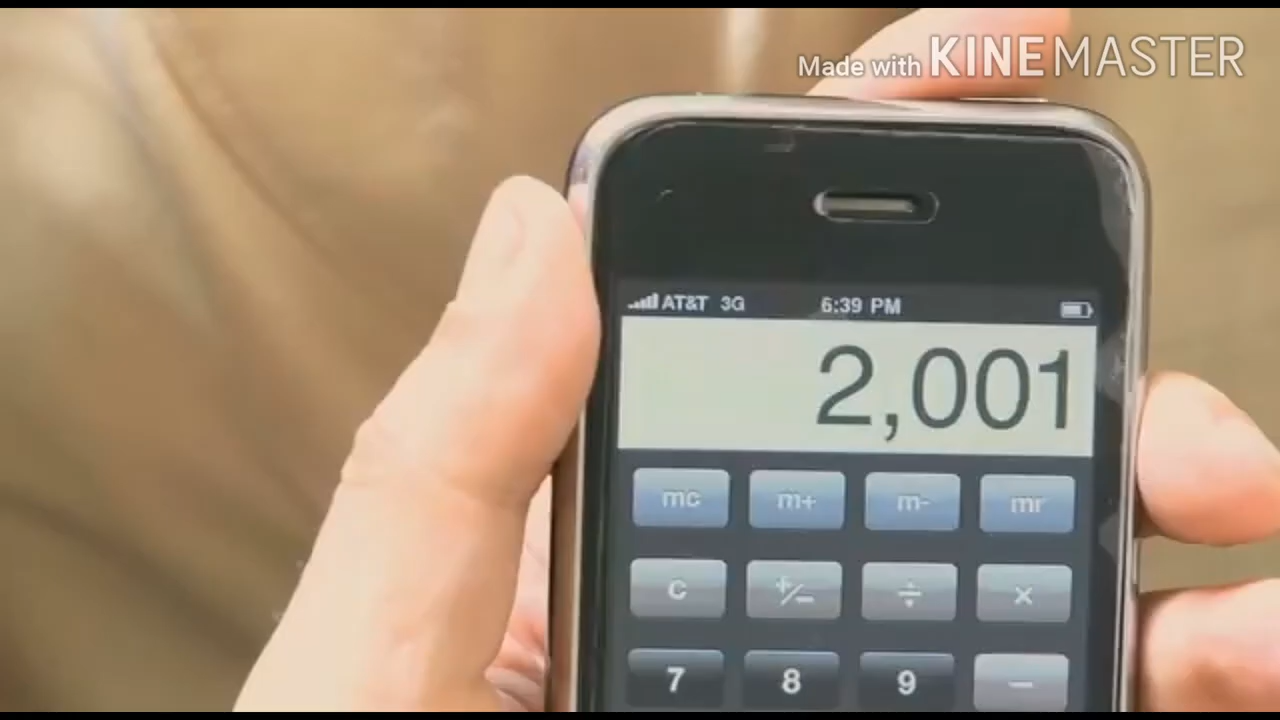 Made with KINEMASTER
AT&T 3G 6:39 PM
2,001
mc m+ m- mr
c +/- ÷ ×
7 8 9 −